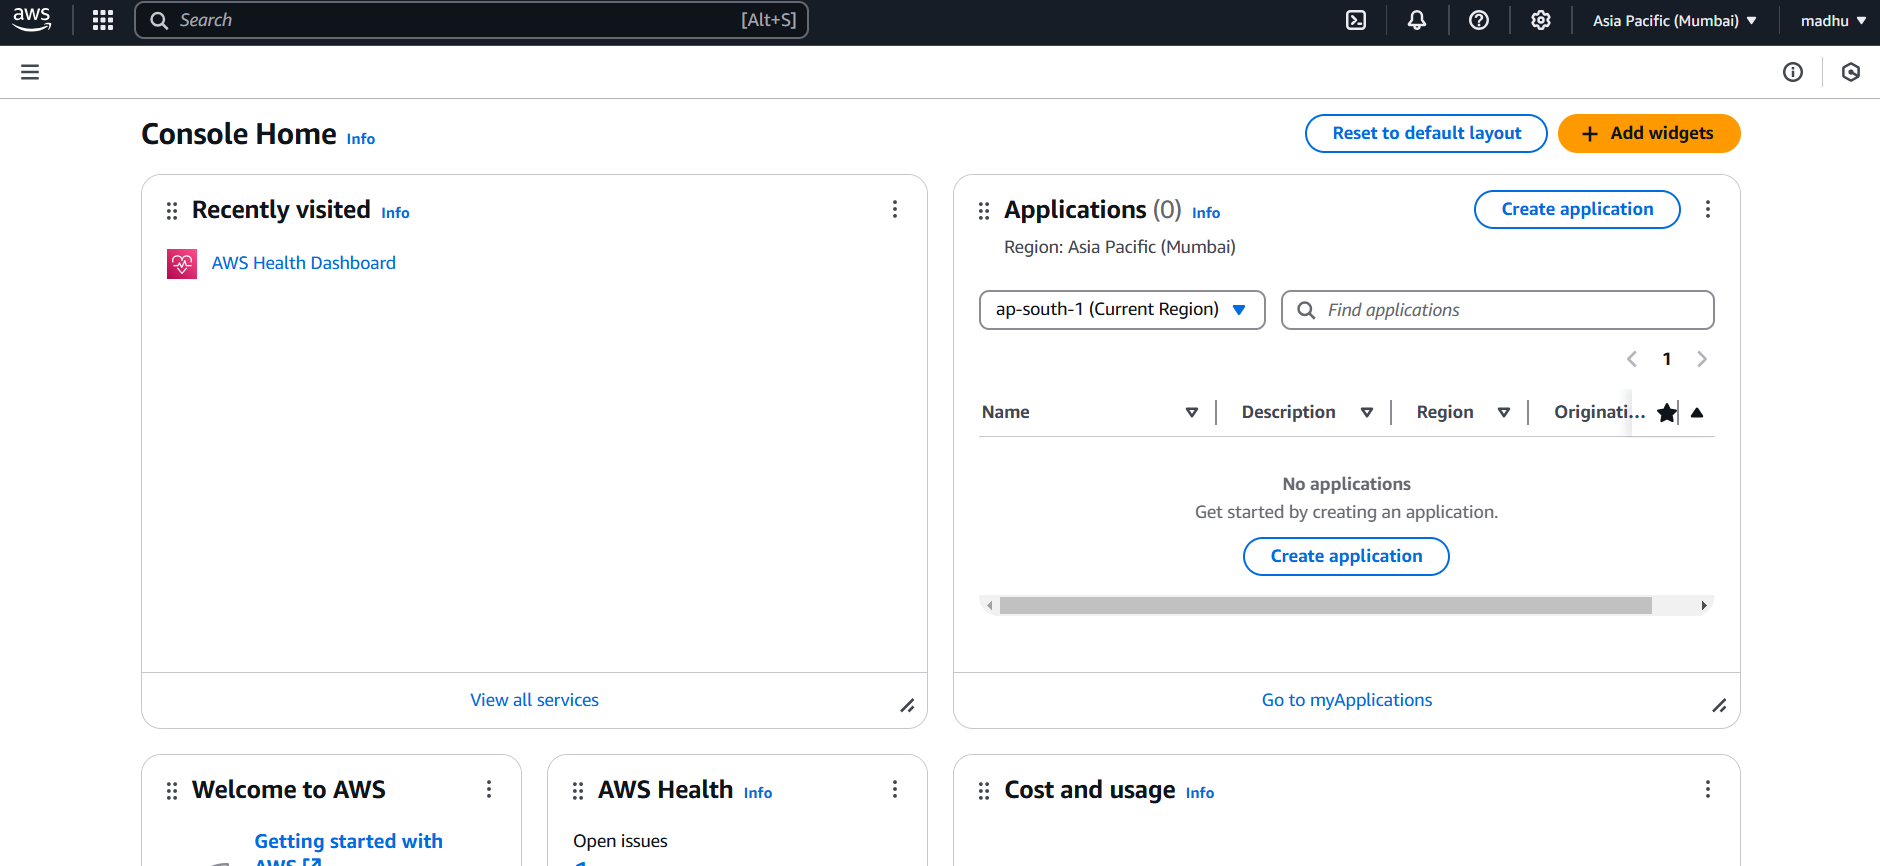 aws
Search [Alt+S]
Asia Pacific (Mumbai)
madhu
Console Home Info
Reset to default layout
Add widgets
Recently visited Info
AWS Health Dashboard
View all services
Applications (0) Info
Create application
Region: Asia Pacific (Mumbai)
ap-south-1 (Current Region)
Find applications
1
Name Description Region Originati...
No applications
Get started by creating an application.
Create application
Go to myApplications
Welcome to AWS
Getting started with
AWS
AWS Health Info
Open issues
Cost and usage Info